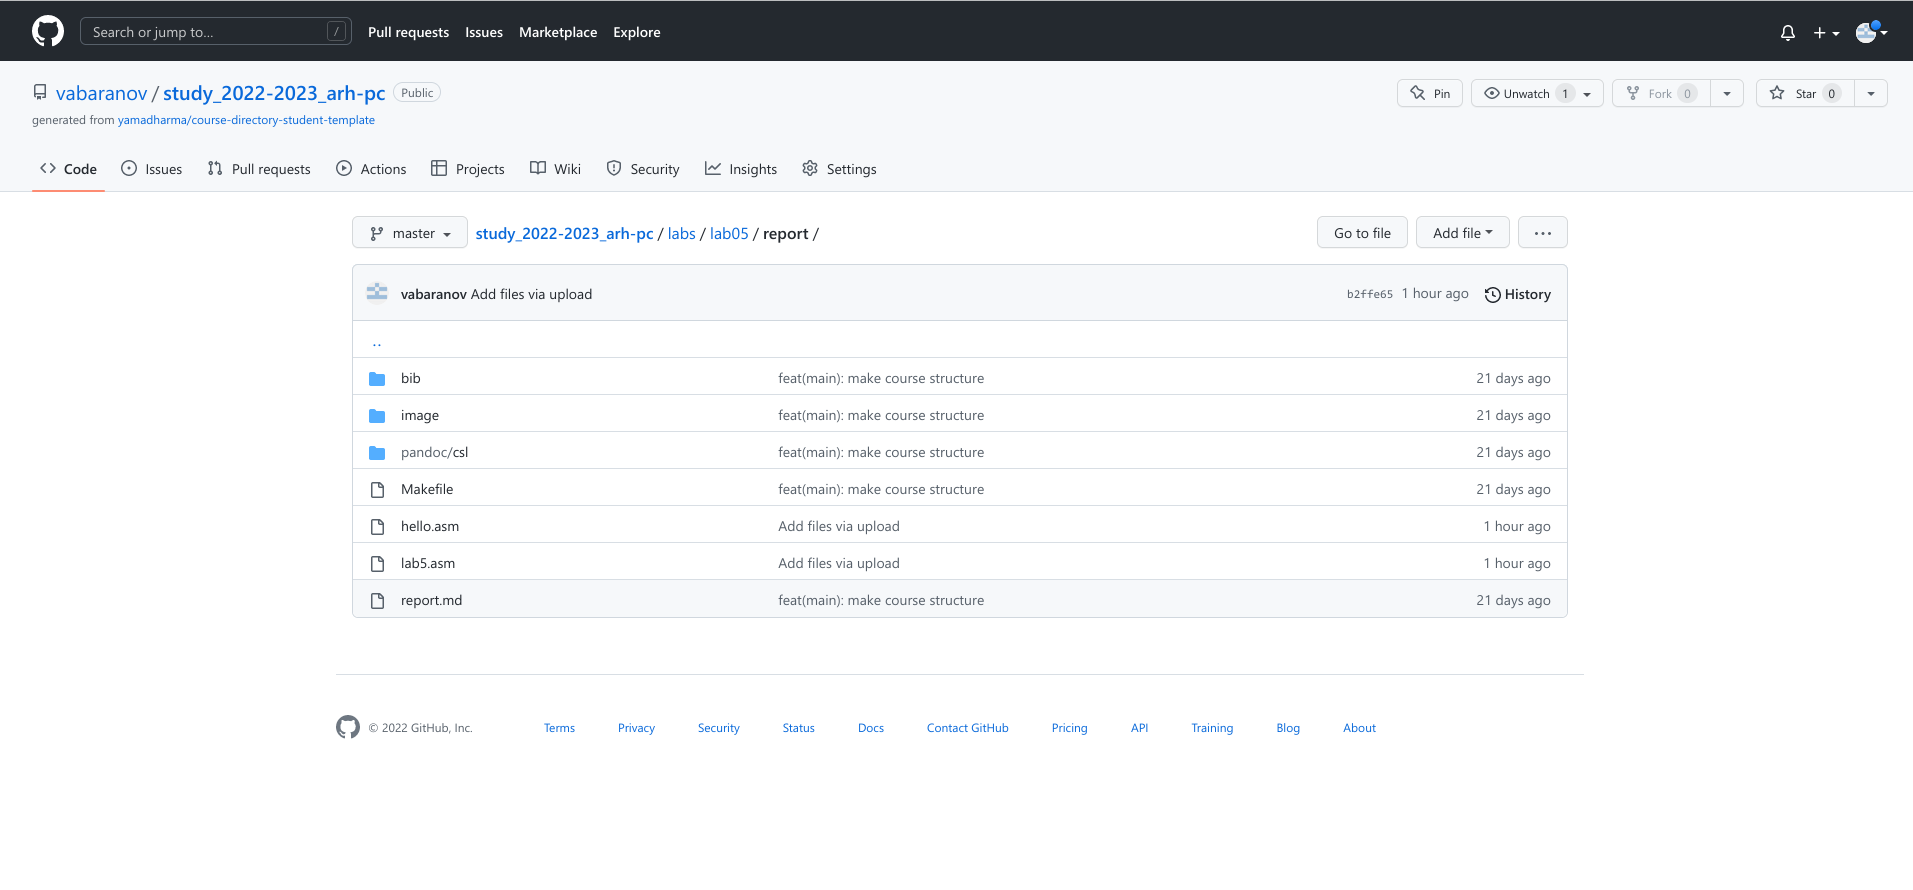 Search or jump to... / Pull requests Issues Marketplace Explore
vabaranov / study_2022-2023_arh-pc Public Pin Unwatch 1 Fork 0 Star 0
generated from yamadharma/course-directory-student-template
Code Issues Pull requests Actions Projects Wiki Security Insights Settings
master study_2022-2023_arh-pc / labs / lab05 / report / Go to file Add file ...
vabaranov Add files via upload b2ffe65 1 hour ago History
..
bib feat(main): make course structure 21 days ago
image feat(main): make course structure 21 days ago
pandoc/csl feat(main): make course structure 21 days ago
Makefile feat(main): make course structure 21 days ago
hello.asm Add files via upload 1 hour ago
lab5.asm Add files via upload 1 hour ago
report.md feat(main): make course structure 21 days ago
© 2022 GitHub, Inc. Terms Privacy Security Status Docs Contact GitHub Pricing API Training Blog About